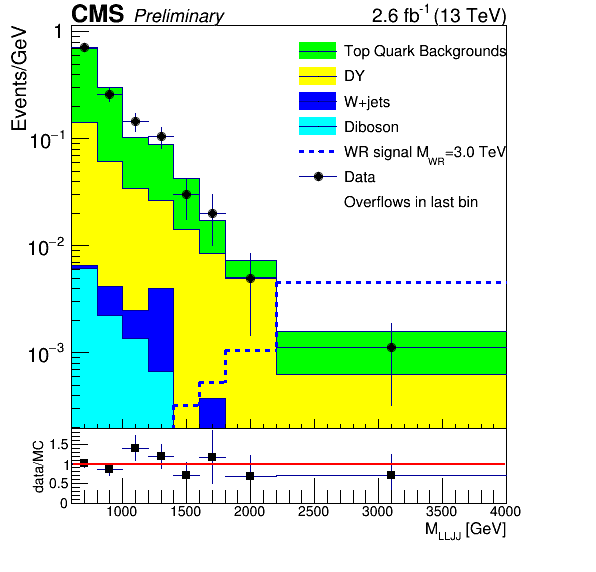 CMS Preliminary 2.6 fb⁻¹ (13 TeV)
Events/GeV
1
10⁻¹
10⁻²
10⁻³
Top Quark Backgrounds
DY
W+jets
Diboson
WR signal M_WR=3.0 TeV
Data
Overflows in last bin
data/MC
1.5
1
0.5
0
1000 1500 2000 2500 3000 3500 4000
M_LLJJ [GeV]